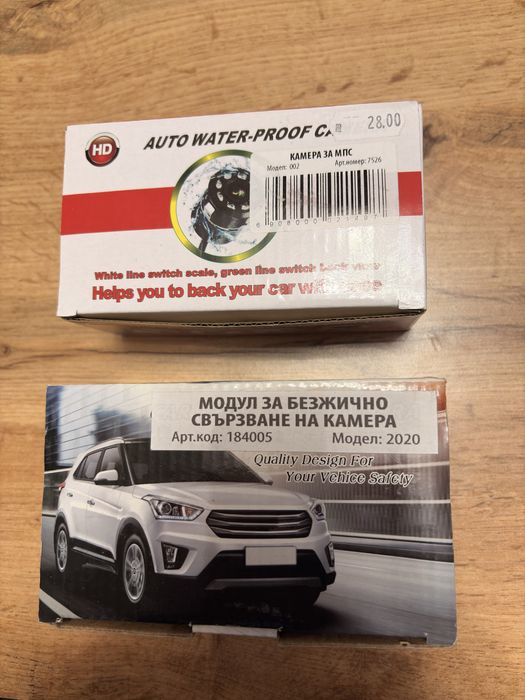 HD
AUTO WATER-PROOF
28.00
КАМЕРА ЗА МПС
Модел: 002 Арт.номер: 7526
White line switch scale, green line switch back view
Helps you to back your car with
МОДУЛ ЗА БЕЗЖИЧНО
СВЪРЗВАНЕ НА КАМЕРА
Арт.код: 184005 Модел: 2020
Quality Design For
Your Vehice Safety